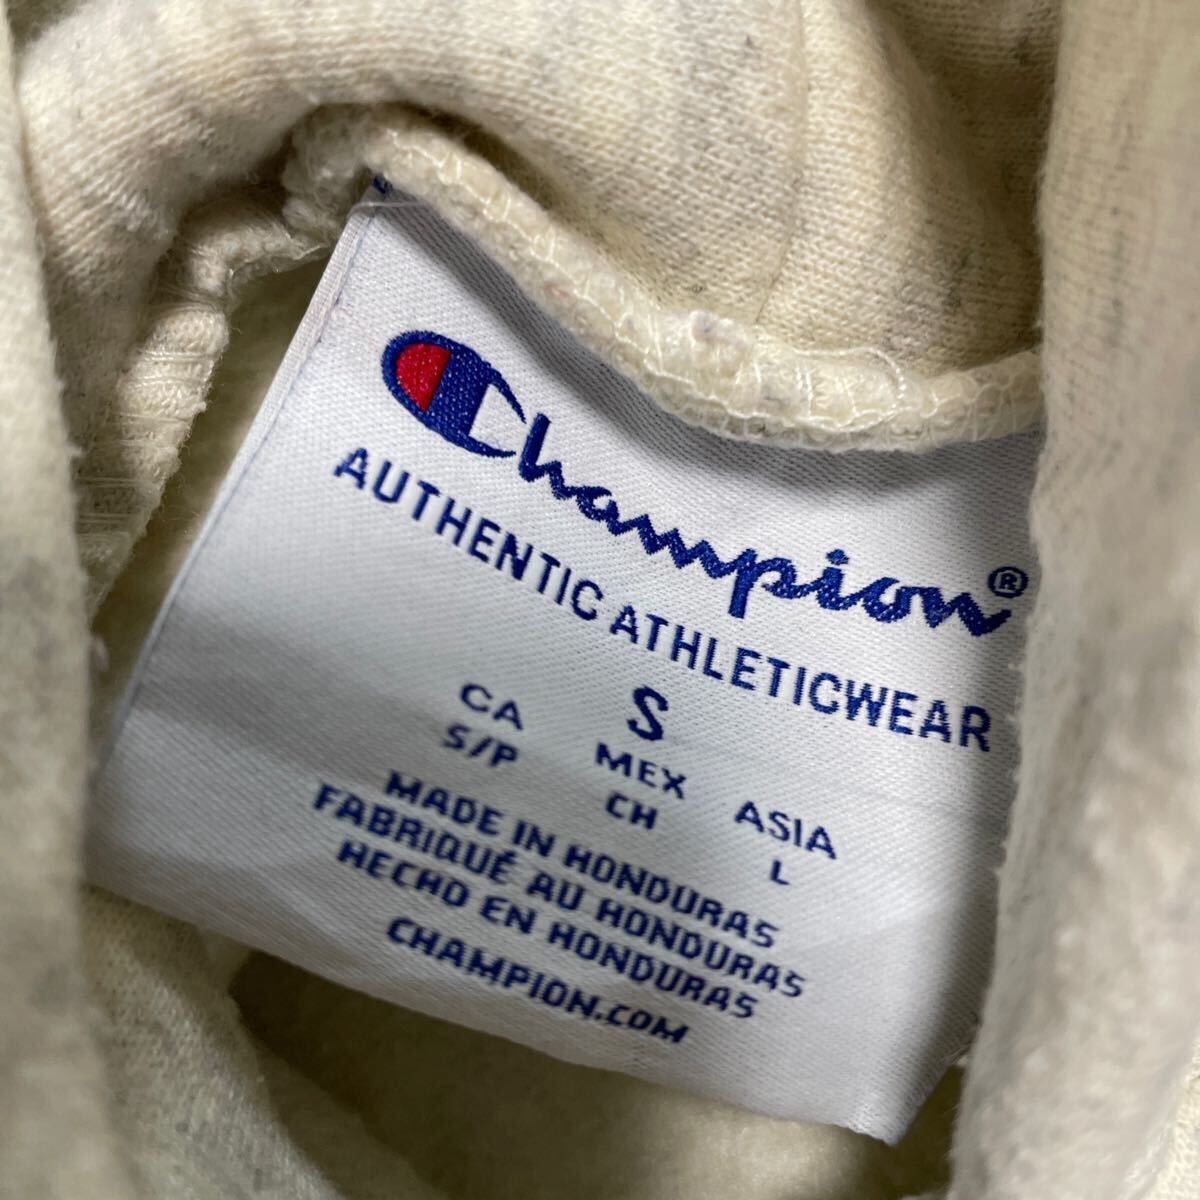 Champion®
AUTHENTIC ATHLETICWEAR
S
CA MEX ASIA
S/P CH L
MADE IN HONDURAS
FABRIQUÉ AU HONDURAS
HECHO EN HONDURAS
CHAMPION.COM